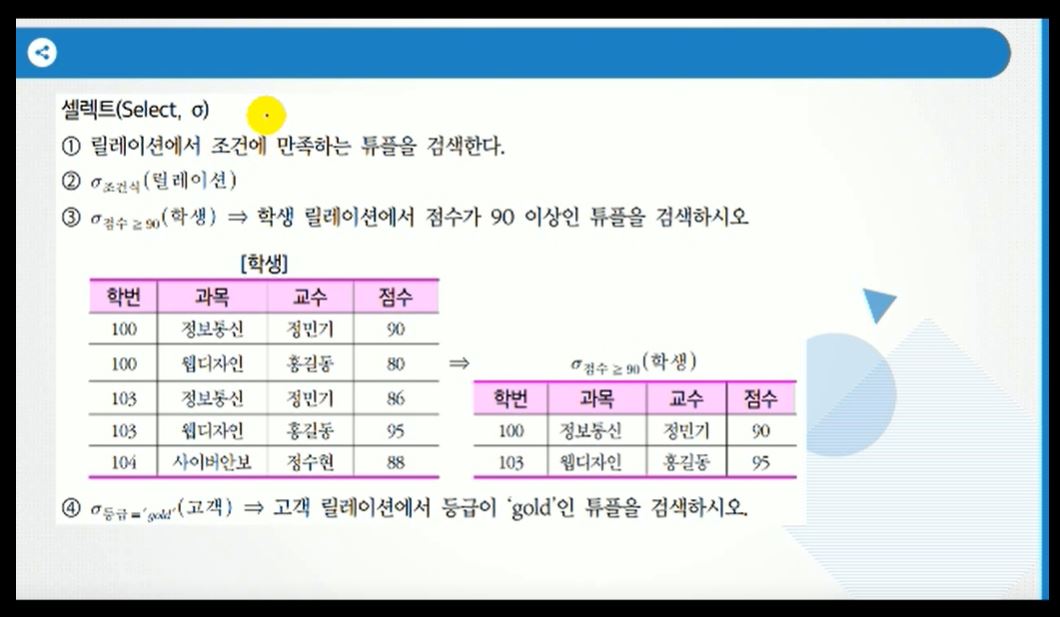 셀렉트(Select, σ)
① 릴레이션에서 조건에 만족하는 튜플을 검색한다.
② σ조건식(릴레이션)
③ σ점수 ≥ 90(학생) ⇒ 학생 릴레이션에서 점수가 90 이상인 튜플을 검색하시오
[학생]
학번 과목 교수 점수
100 정보통신 정민기 90
100 웹디자인 홍길동 80
103 정보통신 정민기 86
103 웹디자인 홍길동 95
104 사이버안보 정수현 88
⇒
σ점수 ≥ 90(학생)
학번 과목 교수 점수
100 정보통신 정민기 90
103 웹디자인 홍길동 95
④ σ등급 = 'gold'(고객) ⇒ 고객 릴레이션에서 등급이 ‘gold’인 튜플을 검색하시오.